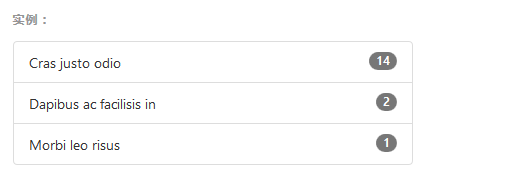 实例：
Cras justo odio 14
Dapibus ac facilisis in 2
Morbi leo risus 1